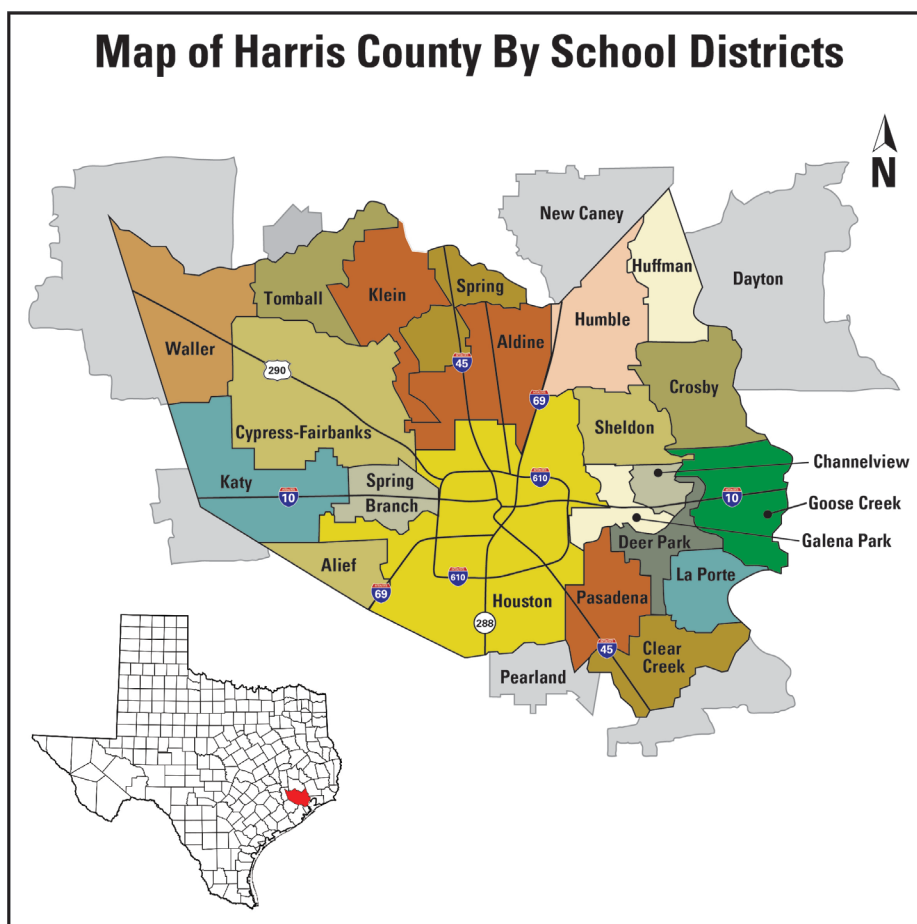 Map of Harris County By School Districts
N
New Caney
Huffman
Dayton
Tomball
Klein
Spring
Aldine
Humble
Waller
290
45
69
Crosby
Cypress-Fairbanks
Sheldon
Channelview
Katy
10
Spring
Branch
610
10
Goose Creek
Galena Park
Deer Park
Alief
69
610
Houston
Pasadena
La Porte
288
45
Clear
Creek
Pearland